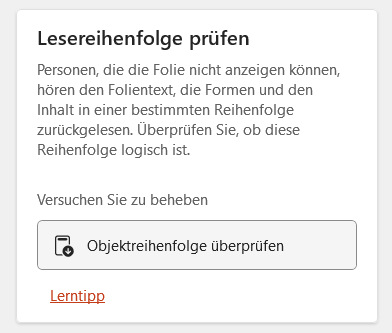 Lesereihenfolge prüfen
Personen, die die Folie nicht anzeigen können,
hören den Folientext, die Formen und den
Inhalt in einer bestimmten Reihenfolge
zurückgelesen. Überprüfen Sie, ob diese
Reihenfolge logisch ist.
Versuchen Sie zu beheben
Objektreihenfolge überprüfen
Lerntipp